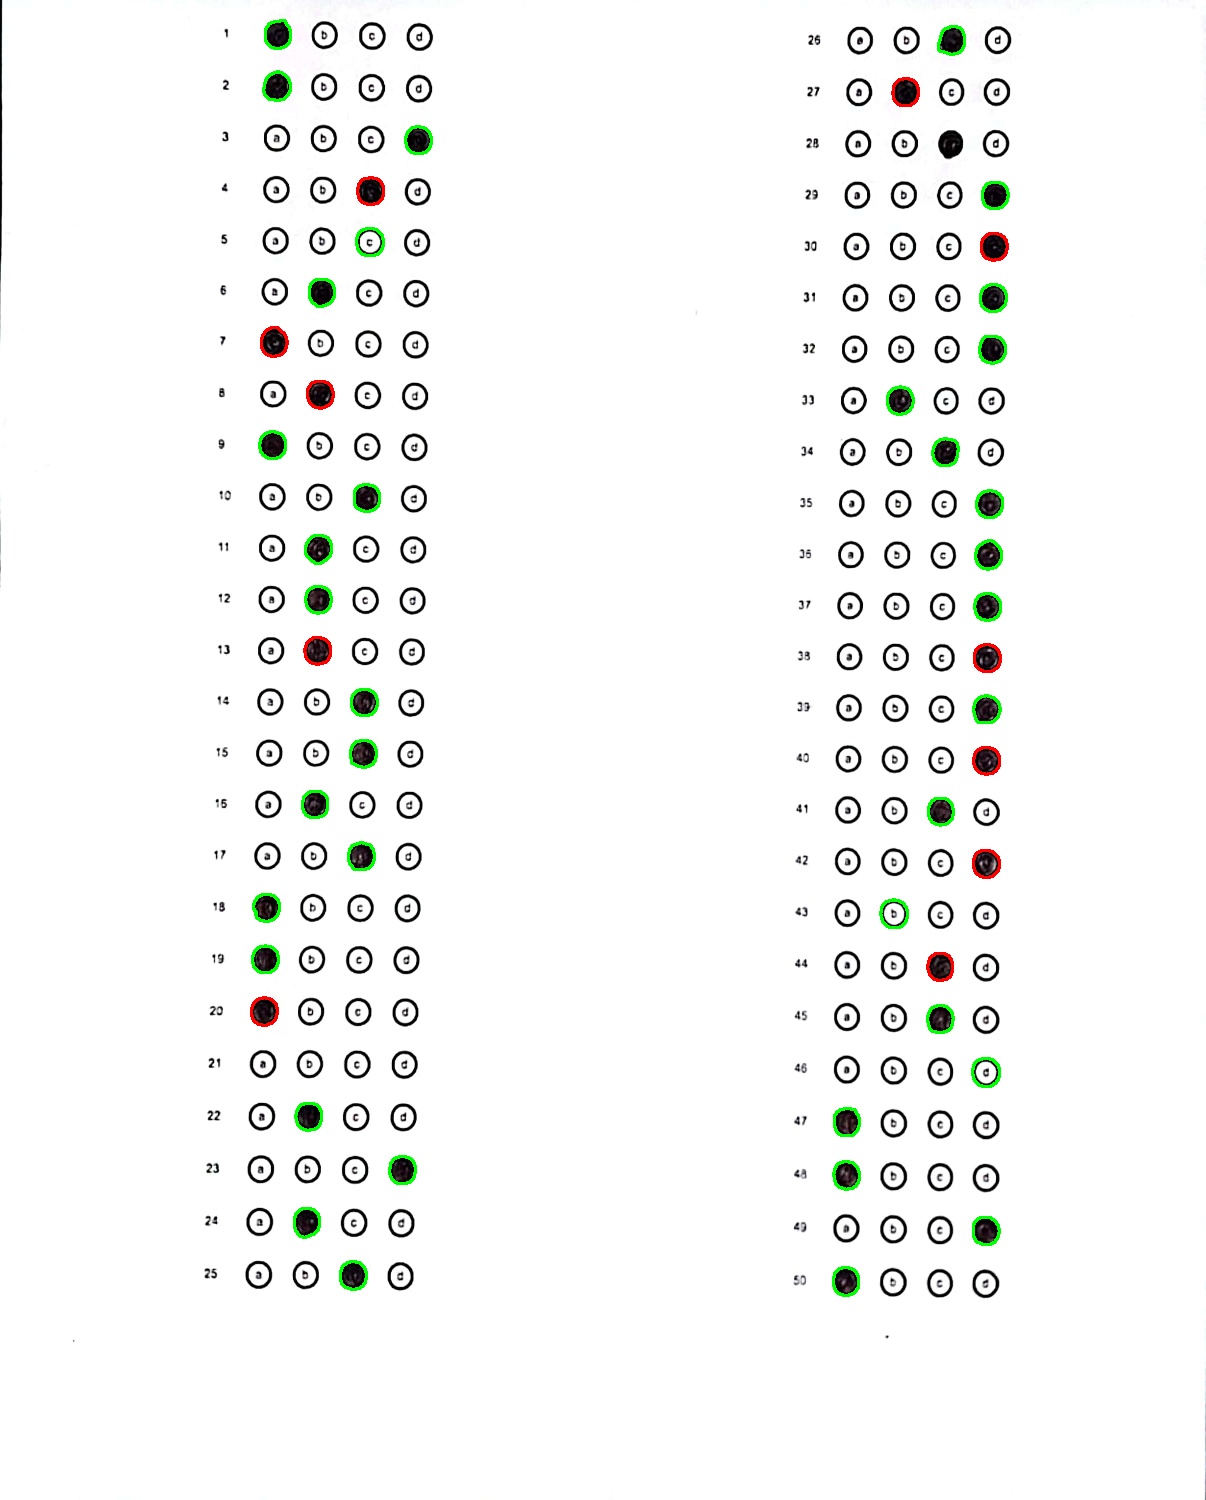 1 b c d
2 b c d
3 a b c
4 a b d
5 a b c d
6 a c d
7 b c d
8 a c d
9 b c d
10 a b d
11 a c d
12 a c d
13 a c d
14 a b d
15 a b d
16 a c d
17 a b d
18 b c d
19 b c d
20 b c d
21 a b c d
22 a c d
23 a b c
24 a c d
25 a b d
26 a b d
27 a c d
28 a b d
29 a b c
30 a b c
31 a b c
32 a b c
33 a c d
34 a b d
35 a b c
36 a b c
37 a b c
38 a b c
39 a b c
40 a b c
41 a b d
42 a b c
43 a b c d
44 a b d
45 a b d
46 a b c d
47 b c d
48 b c d
49 a b c
50 b c d